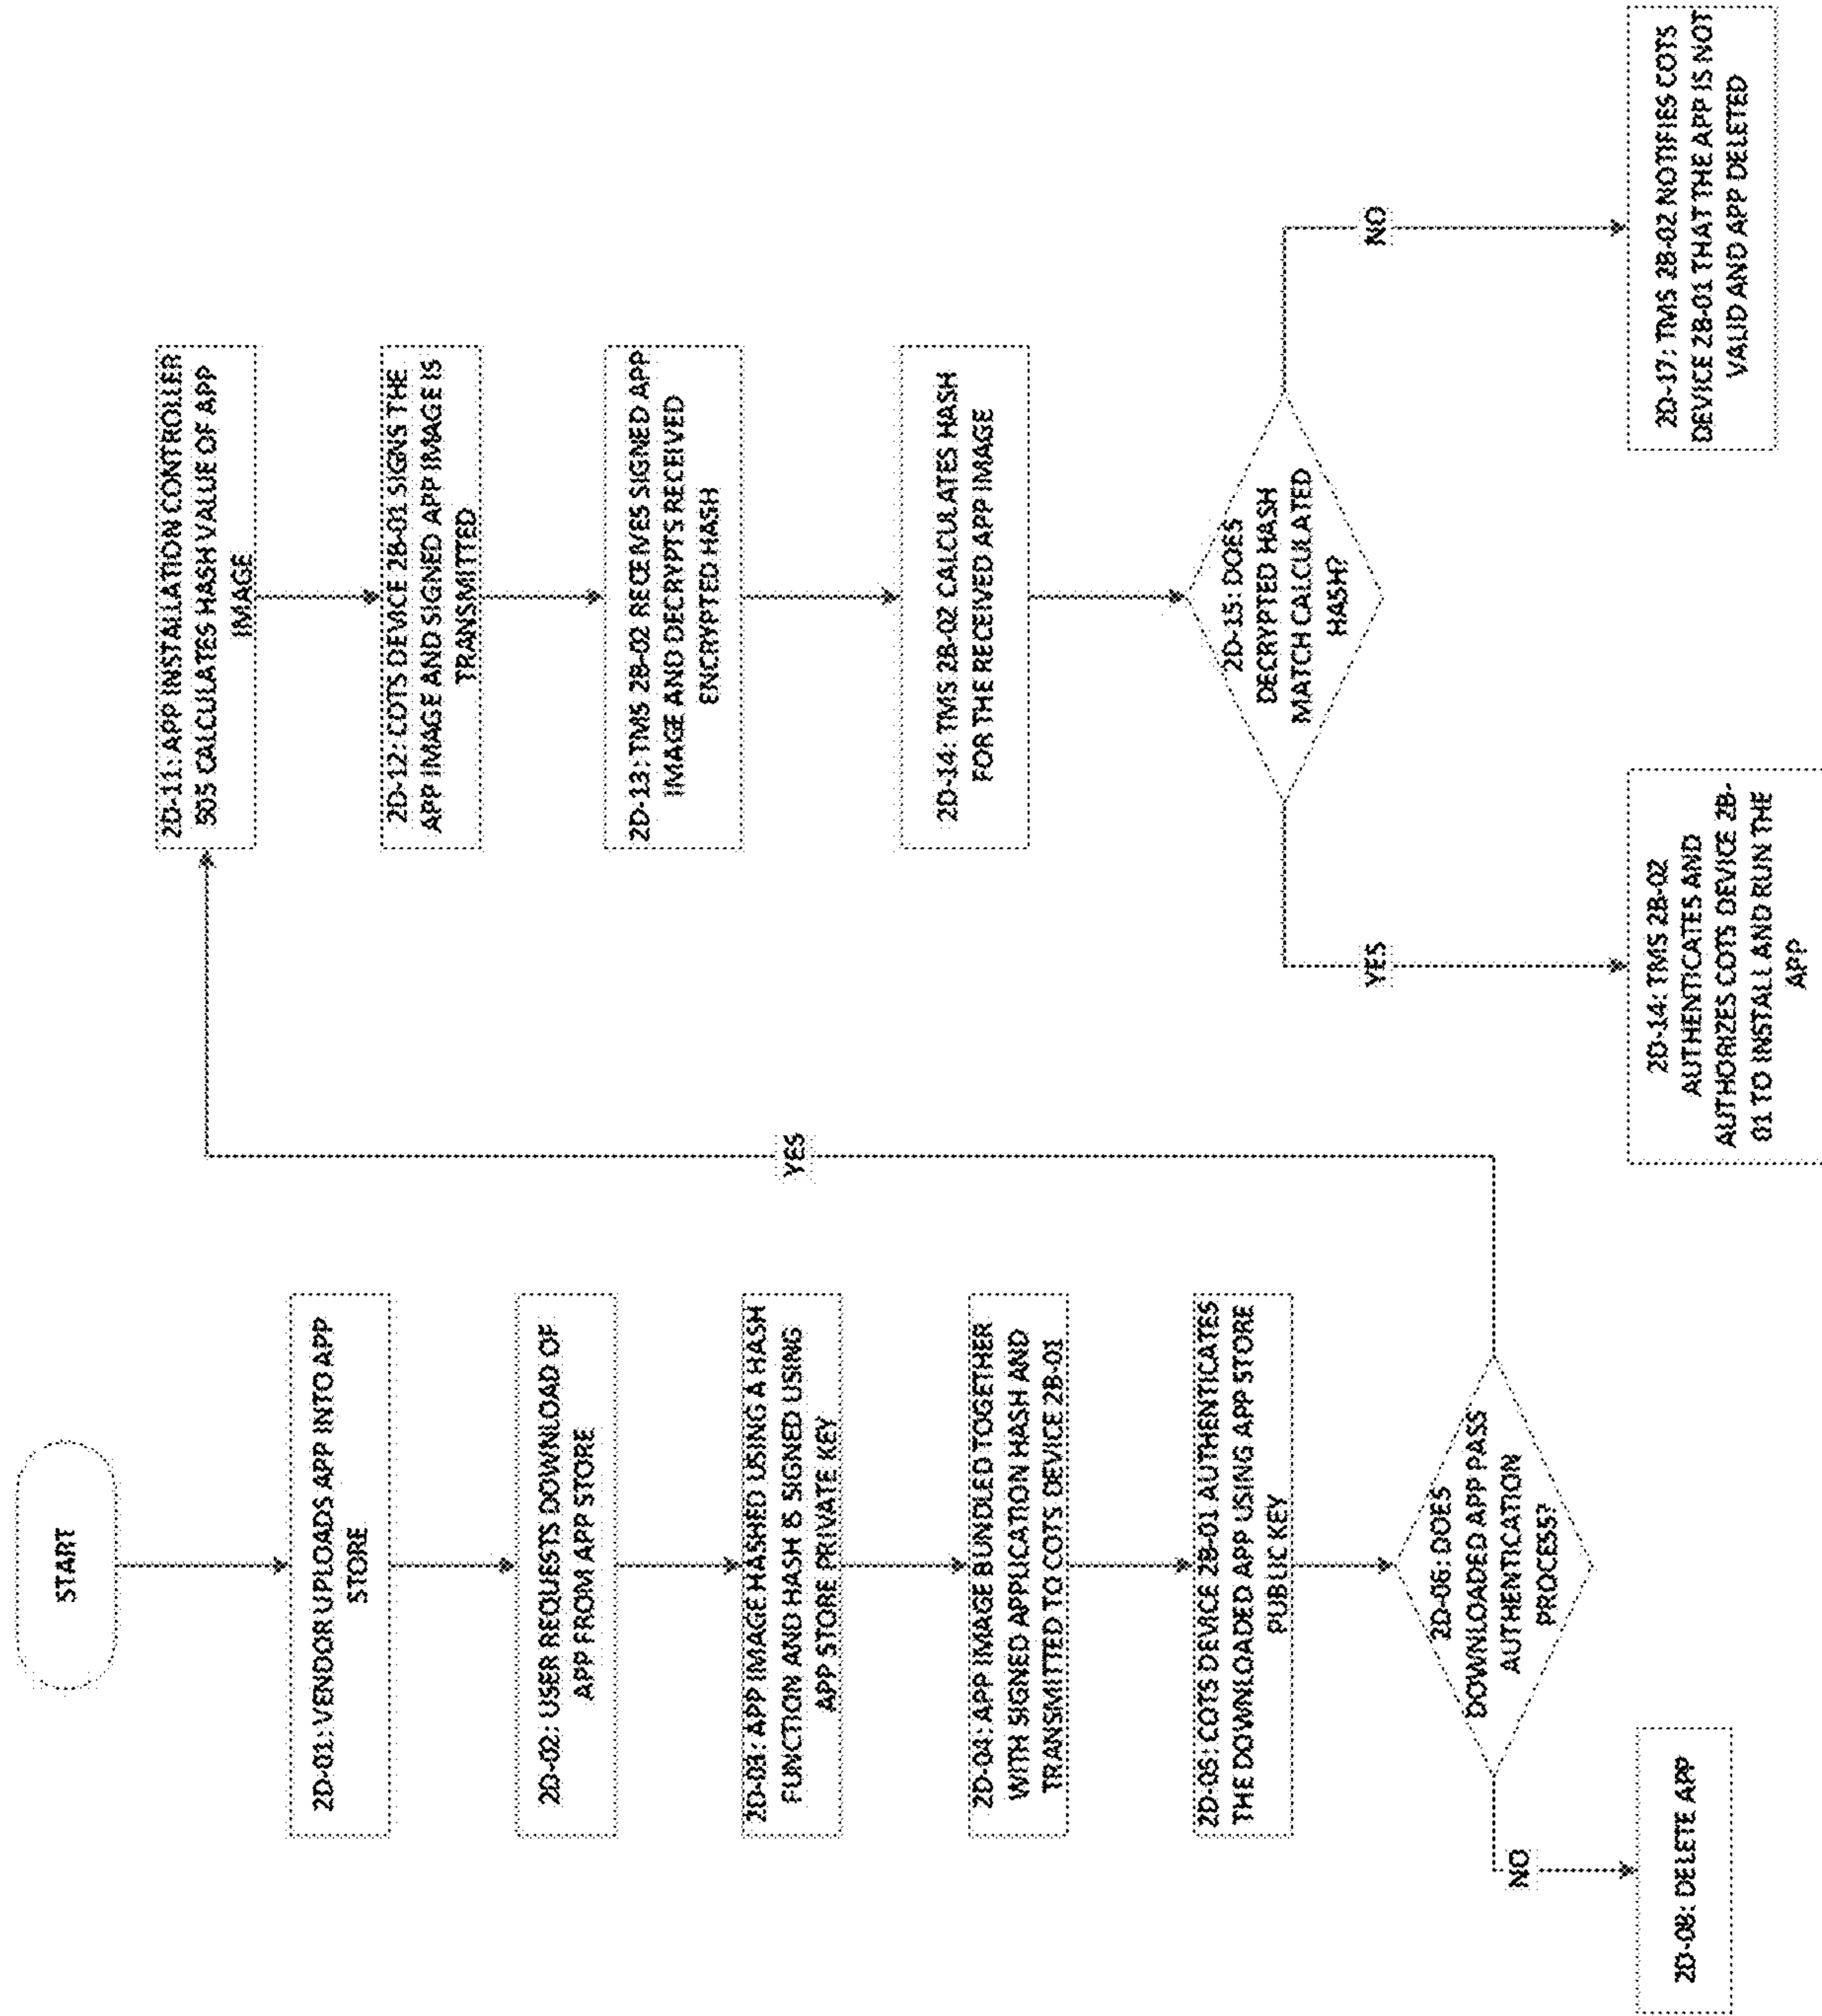 START
2D-01: VENDOR UPLOADS APP INTO APP
STORE
2D-02: USER REQUESTS DOWNLOAD OF
APP FROM APP STORE
2D-03: APP IMAGE HASHED USING A HASH
FUNCTION AND HASH IS SIGNED USING
APP STORE PRIVATE KEY
2D-04: APP IMAGE BUNDLED TOGETHER
WITH SIGNED APPLICATION HASH AND
TRANSMITTED TO COTS DEVICE 2B-01
2D-05: COTS DEVICE 2B-01 AUTHENTICATES
THE DOWNLOADED APP USING APP STORE
PUBLIC KEY
2D-06: DOES
DOWNLOADED APP PASS
AUTHENTICATION
PROCESS?
NO
2D-08: DELETE APP
YES
2D-11: APP INSTALLATION CONTROLLER
505 CALCULATES HASH VALUE OF APP
IMAGE
2D-12: COTS DEVICE 2B-01 SIGNS THE
APP IMAGE AND SIGNED APP IMAGE IS
TRANSMITTED
2D-13: TMS 2B-02 RECEIVES SIGNED APP
IMAGE AND DECRYPTS RECEIVED
ENCRYPTED HASH
2D-14: TMS 2B-02 CALCULATES HASH
FOR THE RECEIVED APP IMAGE
2D-15: DOES
DECRYPTED HASH
MATCH CALCULATED
HASH?
YES
2D-14: TMS 2B-02
AUTHENTICATES AND
AUTHORIZES COTS DEVICE 2B-
01 TO INSTALL AND RUN THE
APP
NO
2D-17: TMS 2B-02 NOTIFIES COTS
DEVICE 2B-01 THAT THE APP IS NOT
VALID AND APP DELETED